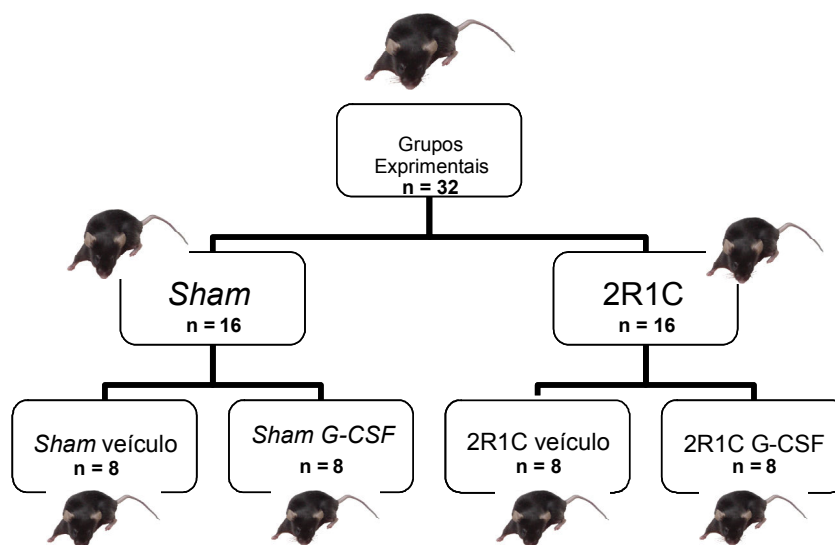 Grupos
Exprimentais
n = 32
Sham
n = 16
2R1C
n = 16
Sham veículo
n = 8
Sham G-CSF
n = 8
2R1C veículo
n = 8
2R1C G-CSF
n = 8